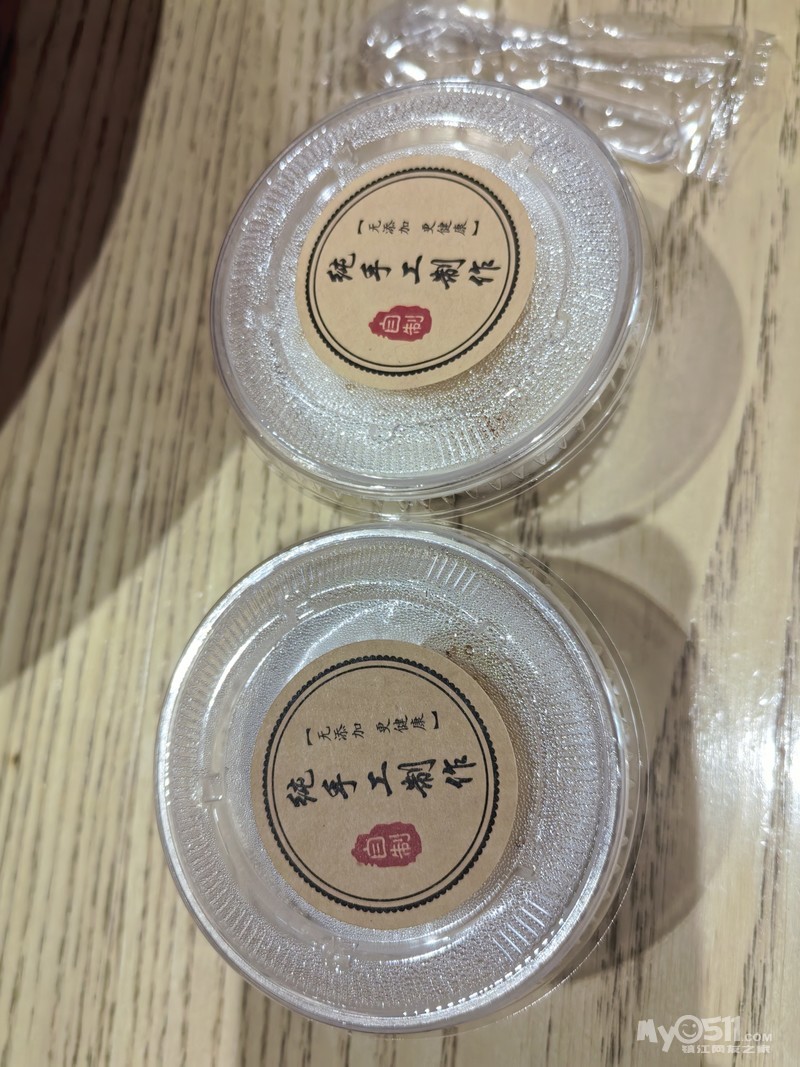 【无添加 更健康】
纯手工制作
自制
【无添加 更健康】
纯手工制作
自制
MyO511.COM
镇江网友之家